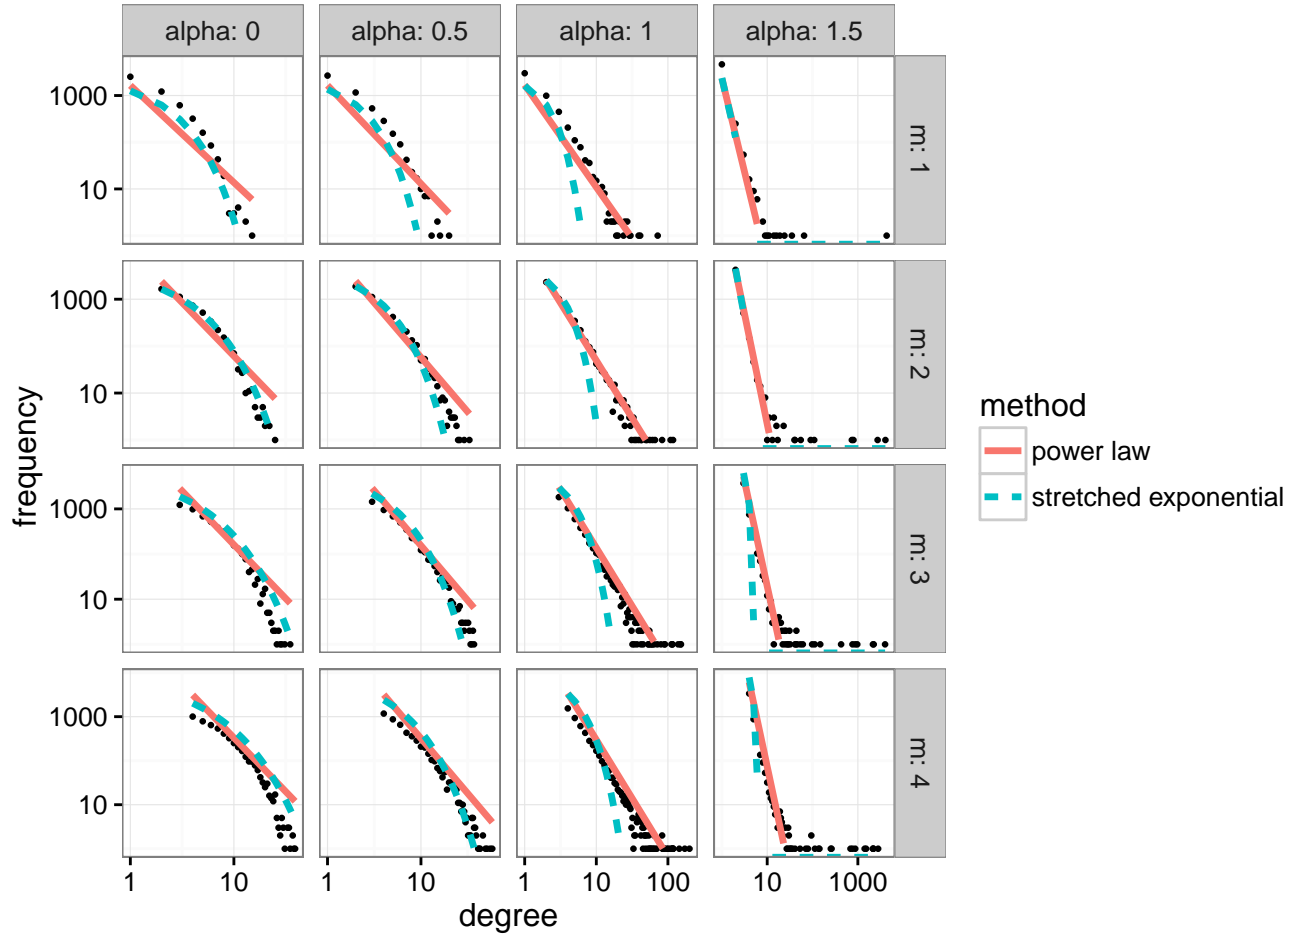 alpha: 0 alpha: 0.5 alpha: 1 alpha: 1.5
1000
10
m: 1
1000
10
m: 2
1000
10
m: 3
1000
10
m: 4
1 10 1 10 1 10 100 10 1000
degree
frequency
method
power law
stretched exponential